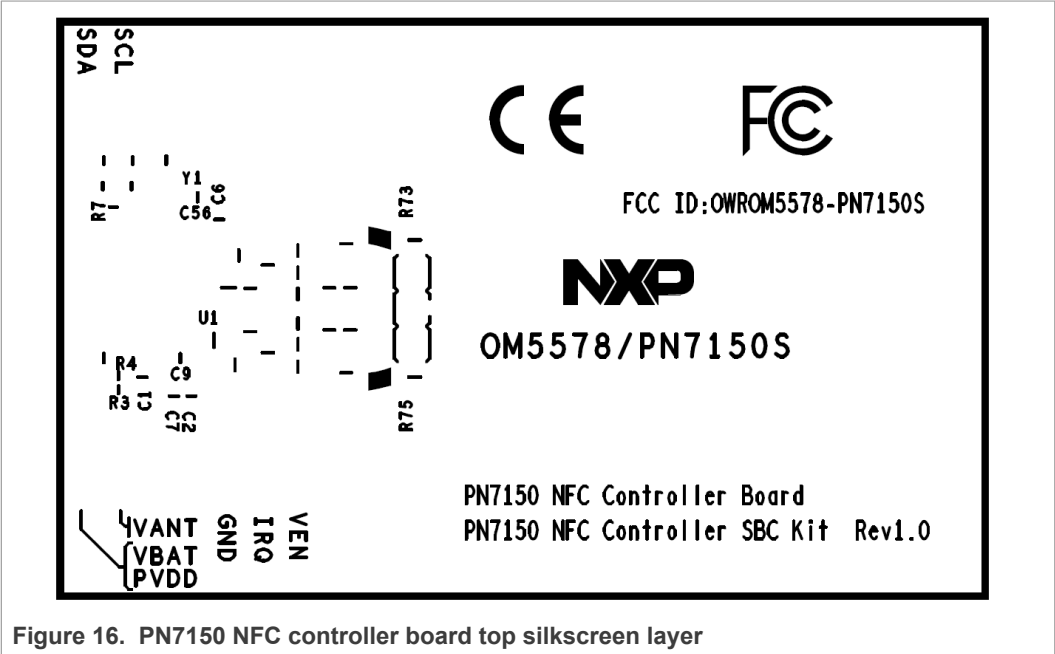 SDA
SCL
CE
FC
FCC ID:OWROM5578-PN7150S
Y1
C6
R7
C56
R73
NXP
U1
OM5578/PN7150S
R4
C9
R3
C1
C7
C2
R75
PN7150 NFC Controller Board
PN7150 NFC Controller SBC Kit Rev1.0
VANT
VBAT
PVDD
GND
IRQ
VEN
Figure 16. PN7150 NFC controller board top silkscreen layer